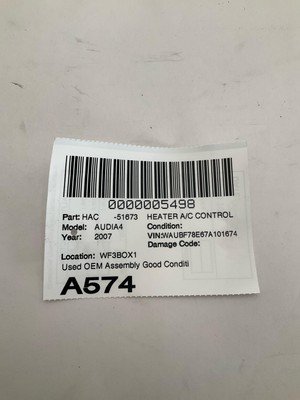 0000005498
Part: HAC -51673 HEATER A/C CONTROL
Model: AUDIA4 Condition:
Year: 2007 VIN:WAUBF78E67A101674
Damage Code:
Location: WF3BOX1
Used OEM Assembly Good Conditi
A574